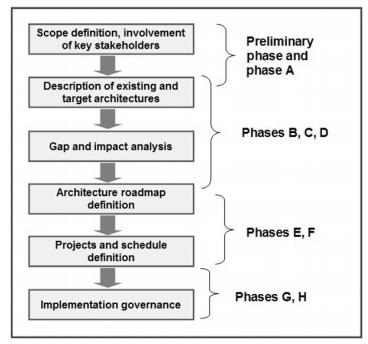 Scope definition, involvement
of key stakeholders
Preliminary
phase and
phase A
Description of existing and
target architectures
Phases B, C, D
Gap and impact analysis
Architecture roadmap
definition
Phases E, F
Projects and schedule
definition
Phases G, H
Implementation governance